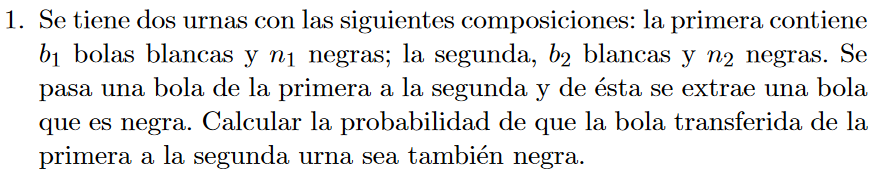 1. Se tiene dos urnas con las siguientes composiciones: la primera contiene
b₁ bolas blancas y n₁ negras; la segunda, b₂ blancas y n₂ negras. Se
pasa una bola de la primera a la segunda y de ésta se extrae una bola
que es negra. Calcular la probabilidad de que la bola transferida de la
primera a la segunda urna sea también negra.